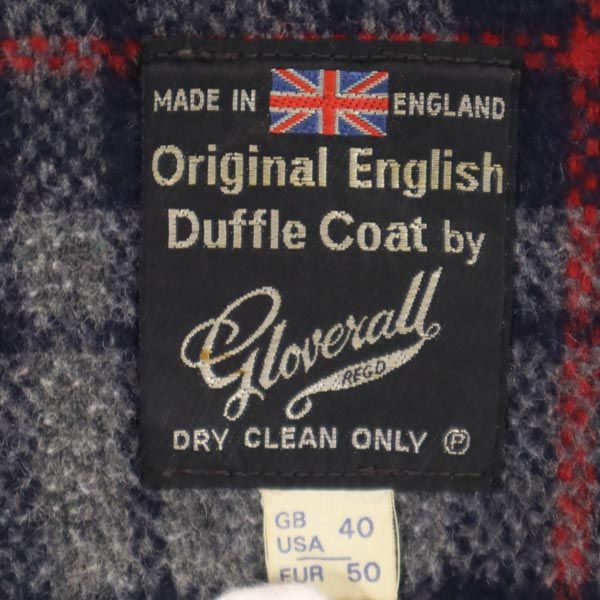 MADE IN ENGLAND
Original English
Duffle Coat by
Gloverall
REGD
DRY CLEAN ONLY Ⓟ
GB 40
USA
EUR 50